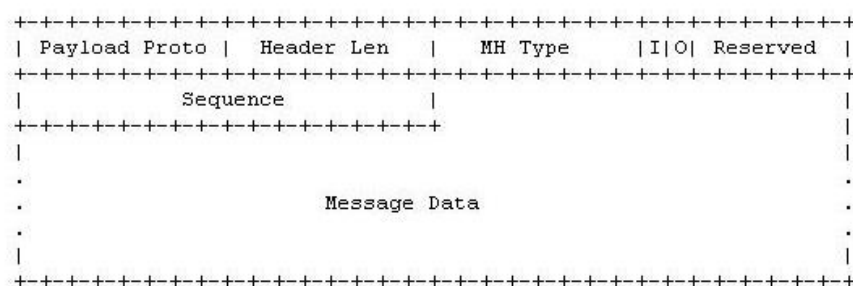 +-+-+-+-+-+-+-+-+-+-+-+-+-+-+-+-+-+-+-+-+-+-+-+-+-+-+-+-+-+-+-+-+
| Payload Proto |  Header Len   |   MH Type     |I|O| Reserved  |
+-+-+-+-+-+-+-+-+-+-+-+-+-+-+-+-+-+-+-+-+-+-+-+-+-+-+-+-+-+-+-+-+
|           Sequence            |                               |
+-+-+-+-+-+-+-+-+-+-+-+-+-+-+-+-+                               |
|                                                               |
.                                                               .
.                       Message Data                            .
.                                                               .
|                                                               |
+-+-+-+-+-+-+-+-+-+-+-+-+-+-+-+-+-+-+-+-+-+-+-+-+-+-+-+-+-+-+-+-+